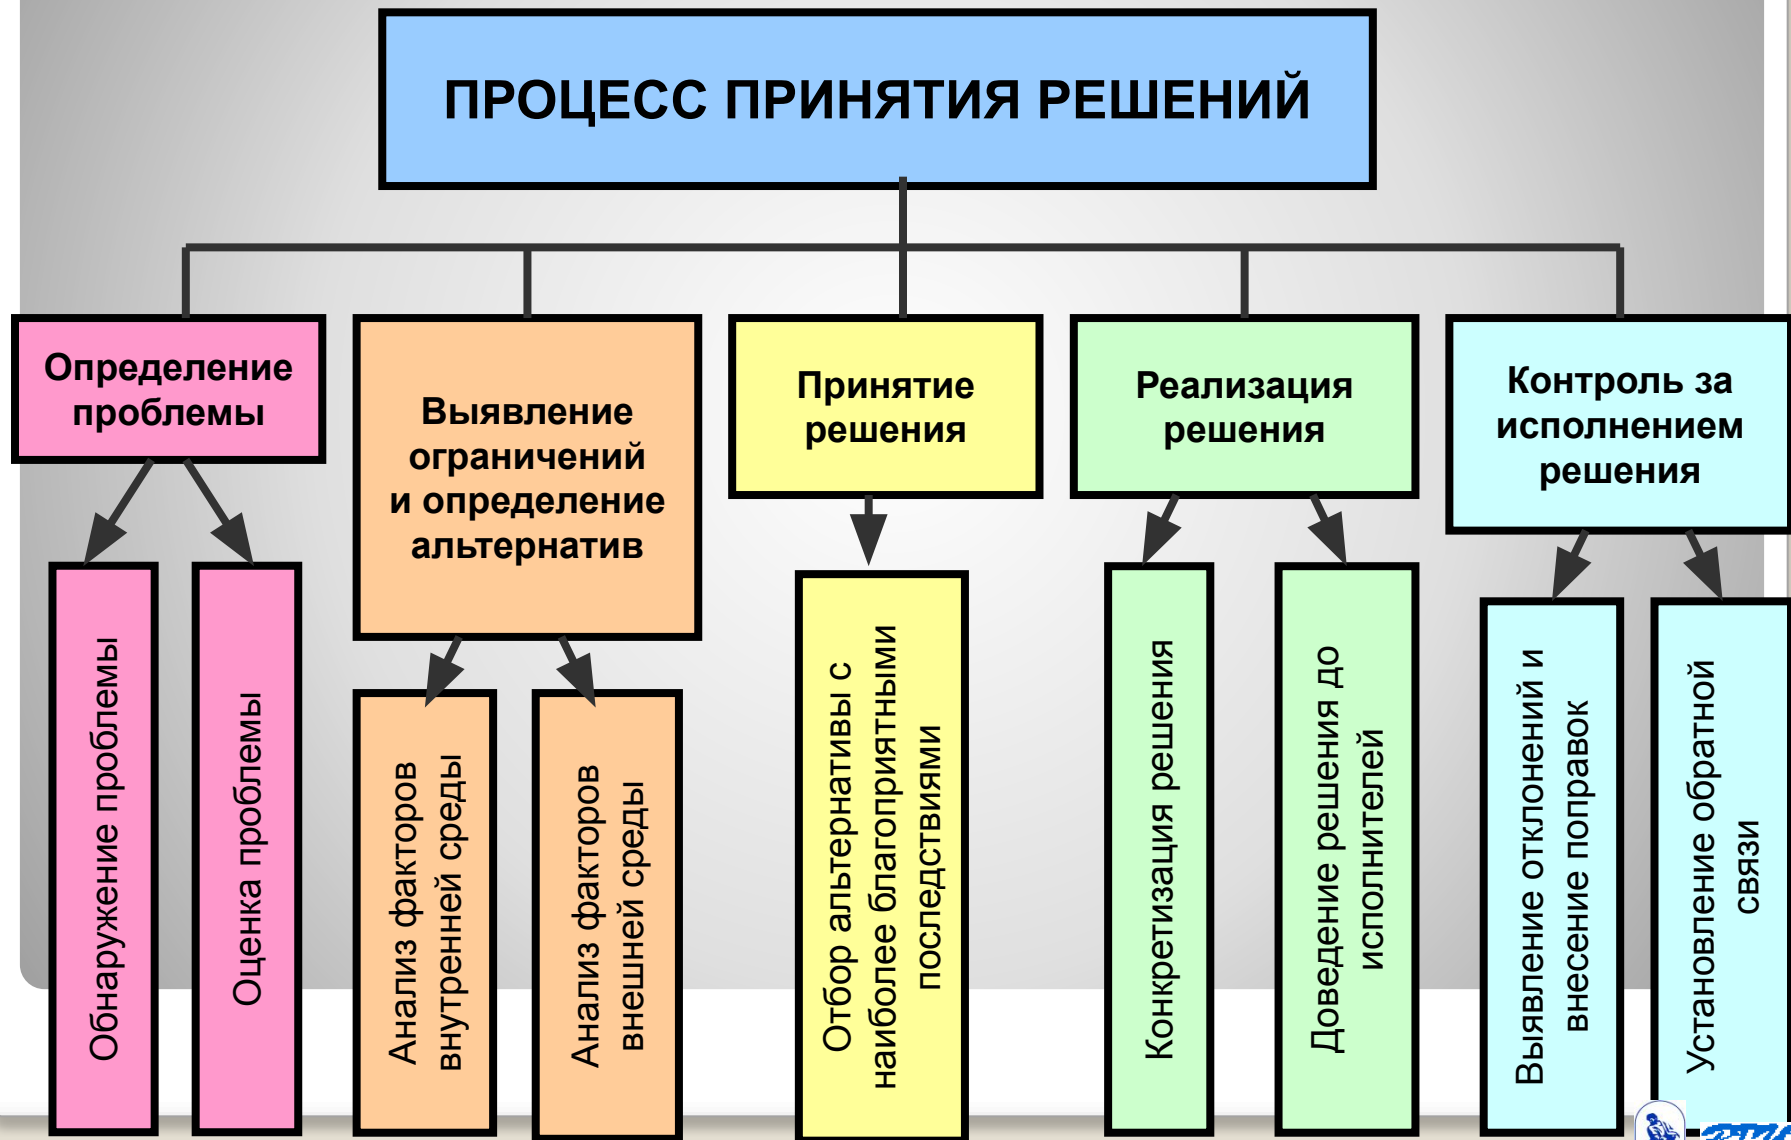 ПРОЦЕСС ПРИНЯТИЯ РЕШЕНИЙ
Определение
проблемы
Выявление
ограничений
и определение
альтернатив
Принятие
решения
Реализация
решения
Контроль за
исполнением
решения
Обнаружение проблемы
Оценка проблемы
Анализ факторов
внутренней среды
Анализ факторов
внешней среды
Отбор альтернативы с
наиболее благоприятными
последствиями
Конкретизация решения
Доведение решения до
исполнителей
Выявление отклонений и
внесение поправок
Установление обратной
связи